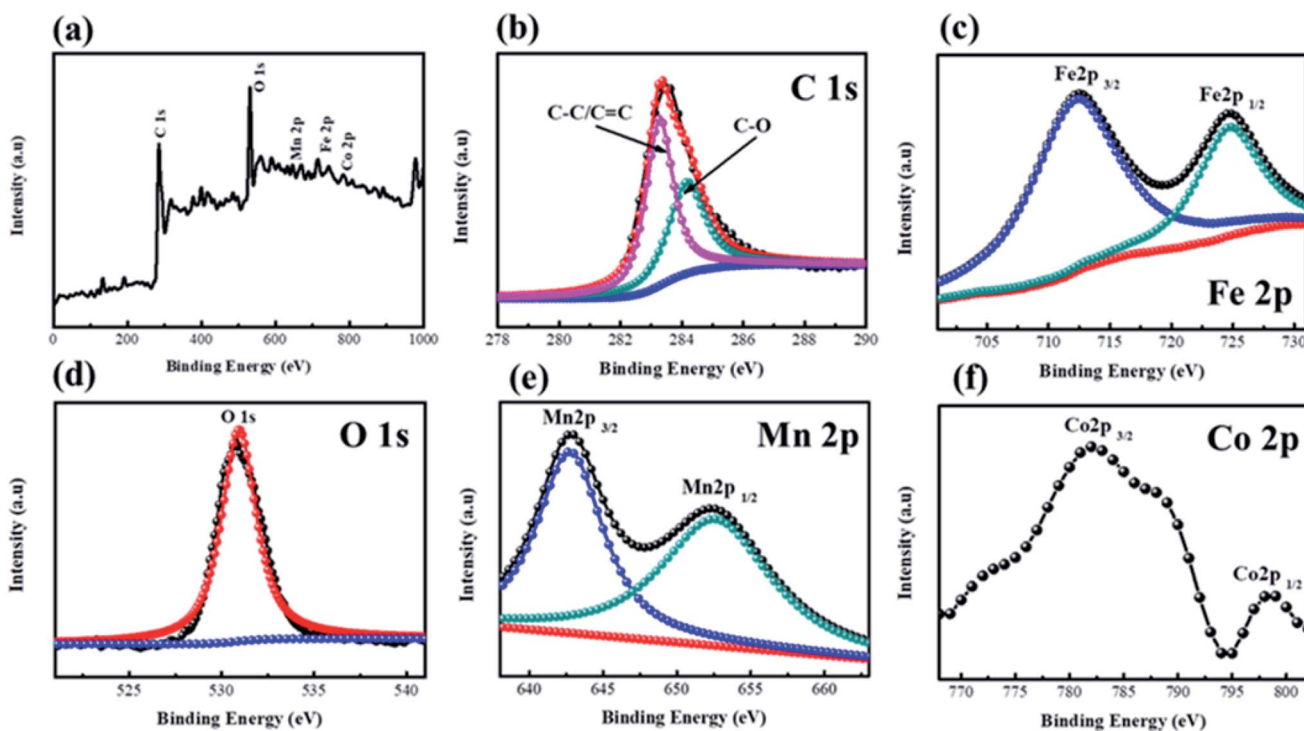 (a)
C 1s
O 1s
Mn 2p
Fe 2p
Co 2p
Intensity (a.u)
0 200 400 600 800 1000
Binding Energy (eV)
(b)
C 1s
C-C/C=C
C-O
Intensity (a.u)
278 280 282 284 286 288 290
Binding Energy (eV)
(c)
Fe2p 3/2
Fe2p 1/2
Fe 2p
Intensity (a.u)
705 710 715 720 725 730
Binding Energy (eV)
(d)
O 1s
O 1s
Intensity (a.u)
525 530 535 540
Binding Energy (eV)
(e)
Mn2p 3/2
Mn 2p
Mn2p 1/2
Intensity (a.u)
640 645 650 655 660
Binding Energy (eV)
(f)
Co2p 3/2
Co 2p
Co2p 1/2
Intensity (a.u)
770 775 780 785 790 795 800
Binding Energy (eV)